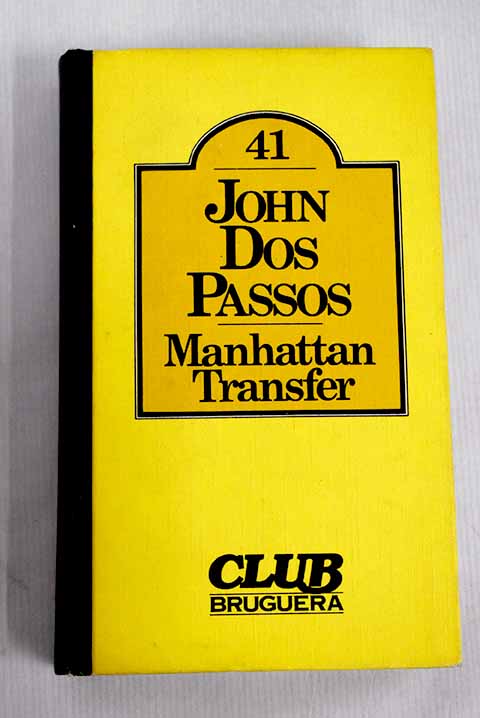 41
JOHN
DOS
PASSOS
Manhattan
Transfer
CLUB
BRUGUERA